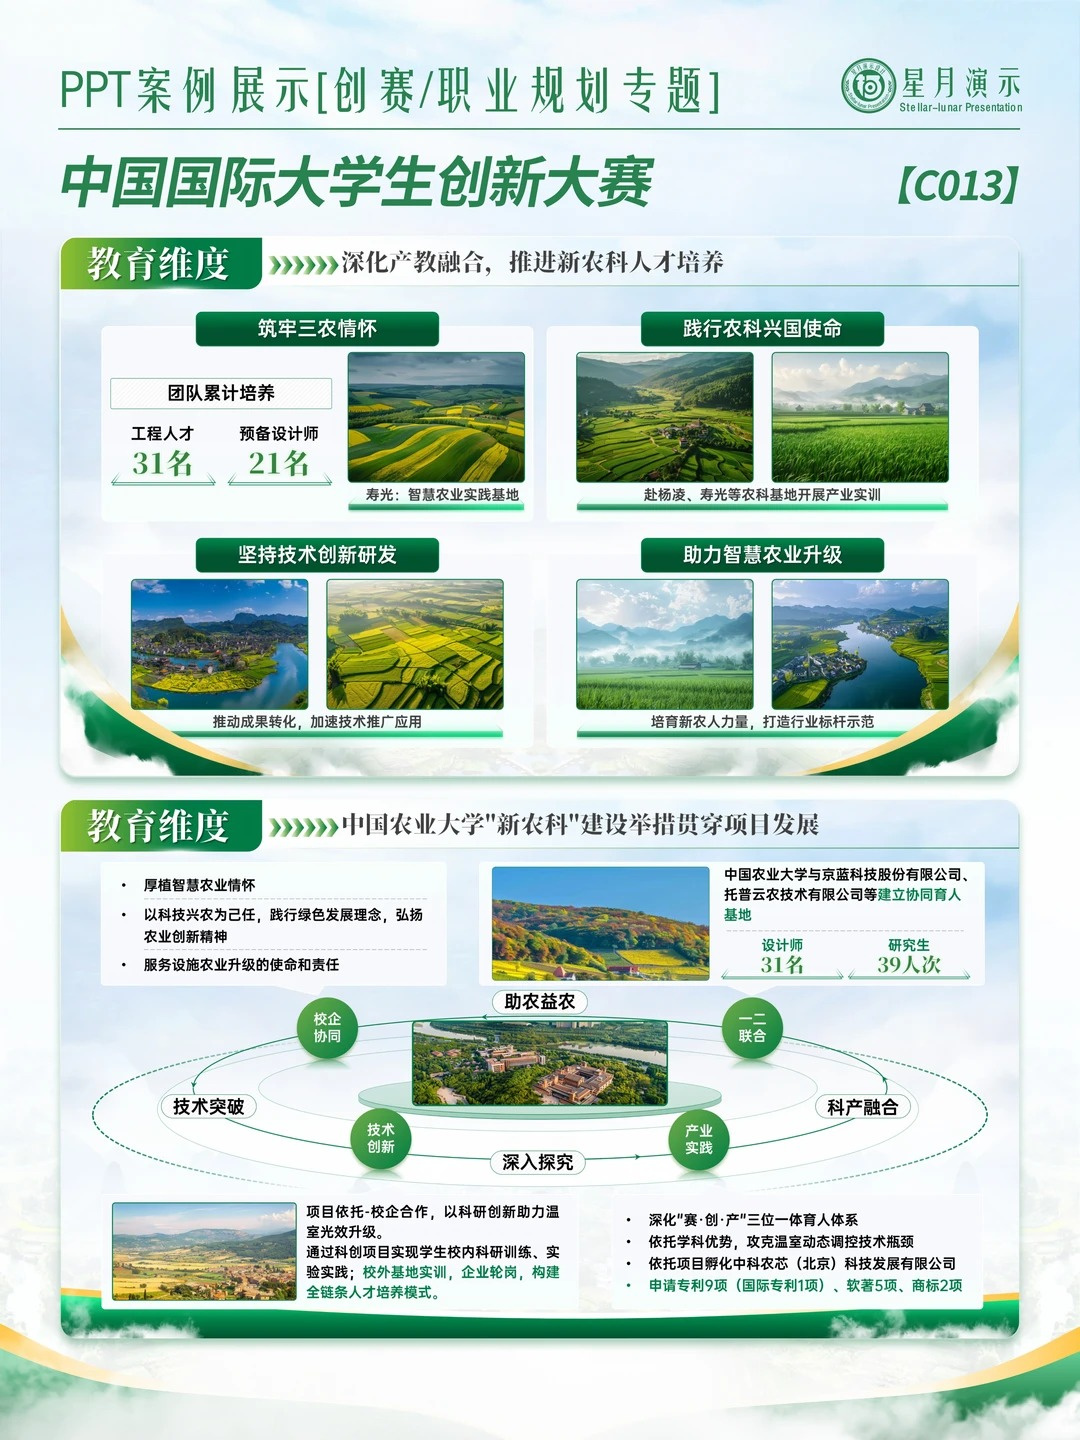 PPT案例展示[创赛/职业规划专题]
星月演示
Stellar-lunar Presentation
中国国际大学生创新大赛
【C013】
教育维度
深化产教融合，推进新农科人才培养
筑牢三农情怀
团队累计培养
工程人才
预备设计师
31名
21名
寿光：智慧农业实践基地
践行农科兴国使命
赴杨凌、寿光等农科基地开展产业实训
坚持技术创新研发
推动成果转化，加速技术推广应用
助力智慧农业升级
培育新农人力量，打造行业标杆示范
教育维度
中国农业大学"新农科"建设举措贯穿项目发展
• 厚植智慧农业情怀
• 以科技兴农为己任，践行绿色发展理念，弘扬
农业创新精神
• 服务设施农业升级的使命和责任
中国农业大学与京蓝科技股份有限公司、
托普云农技术有限公司等建立协同育人
基地
设计师
研究生
31名
39人次
助农益农
校企
协同
一二
联合
技术突破
科产融合
技术
创新
产业
实践
深入探究
项目依托-校企合作，以科研创新助力温
室光效升级。
通过科创项目实现学生校内科研训练、实
验实践；校外基地实训，企业轮岗，构建
全链条人才培养模式。
• 深化"赛·创·产"三位一体育人体系
• 依托学科优势，攻克温室动态调控技术瓶颈
• 依托项目孵化中科农芯（北京）科技发展有限公司
• 申请专利9项（国际专利1项）、软著5项、商标2项